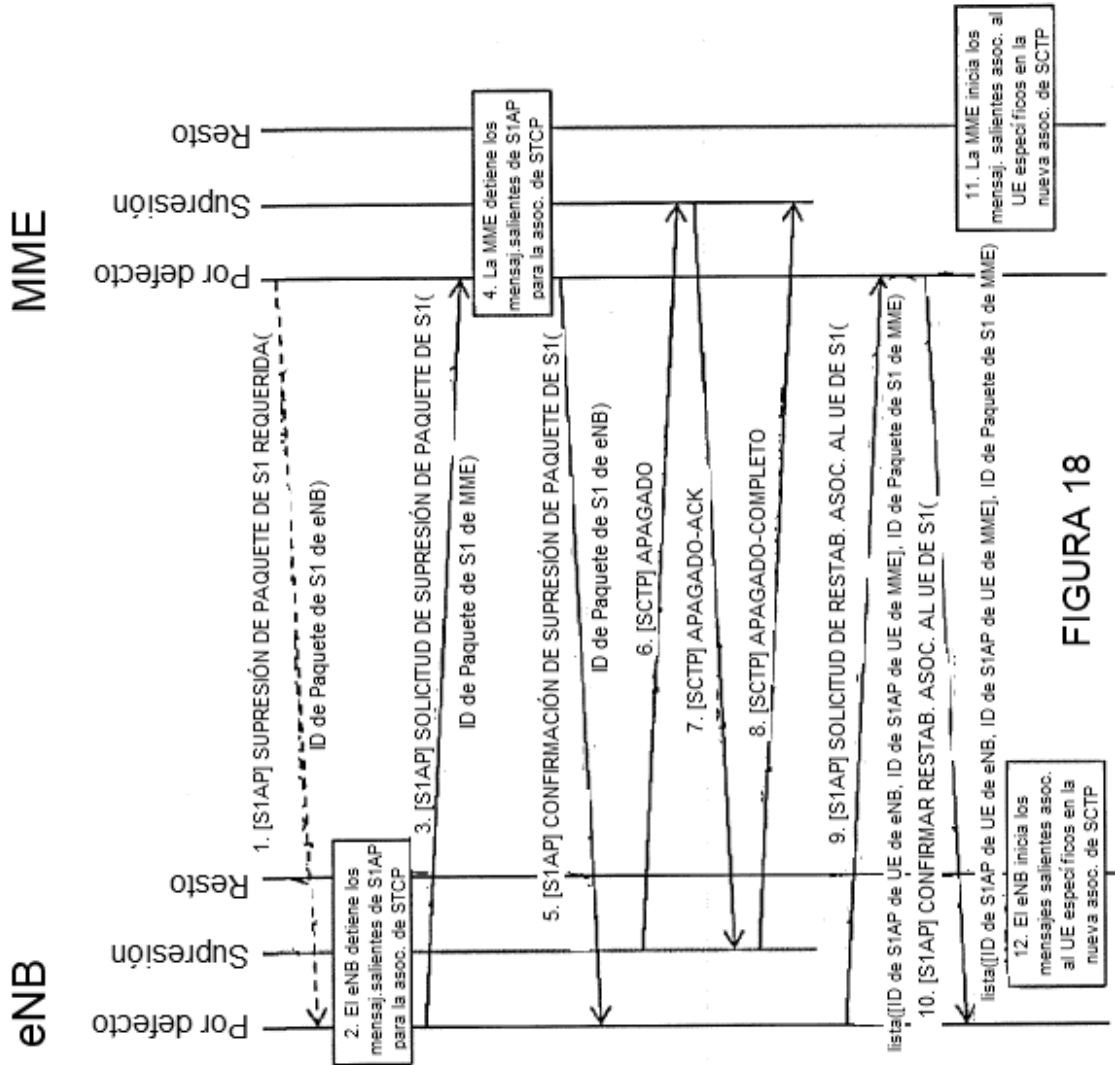 eNB
MME
Por defecto
Supresión
Resto
Por defecto
Supresión
Resto
1. [S1AP] SUPRESIÓN DE PAQUETE DE S1 REQUERIDA(
ID de Paquete de S1 de eNB)
2. El eNB detiene los
mensaj.salientes de S1AP
para la asoc. de STCP
3. [S1AP] SOLICITUD DE SUPRESIÓN DE PAQUETE DE S1(
ID de Paquete de S1 de MME)
4. La MME detiene los
mensaj.salientes de S1AP
para la asoc. de STCP
5. [S1AP] CONFIRMACIÓN DE SUPRESIÓN DE PAQUETE DE S1(
ID de Paquete de S1 de eNB)
6. [SCTP] APAGADO
7. [SCTP] APAGADO-ACK
8. [SCTP] APAGADO-COMPLETO
9. [S1AP] SOLICITUD DE RESTAB. ASOC. AL UE DE S1(
lista([ID de S1AP de UE de eNB, ID de S1AP de UE de MME], ID de Paquete de S1 de MME)
10. [S1AP] CONFIRMAR RESTAB. ASOC. AL UE DE S1(
lista([ID de S1AP de UE de eNB, ID de S1AP de UE de MME], ID de Paquete de S1 de MME)
11. La MME inicia los
mensaj. salientes asoc. al
UE específicos en la
nueva asoc. de SCTP
12. El eNB inicia los
mensajes salientes asoc.
al UE específicos en la
nueva asoc. de SCTP
FIGURA 18